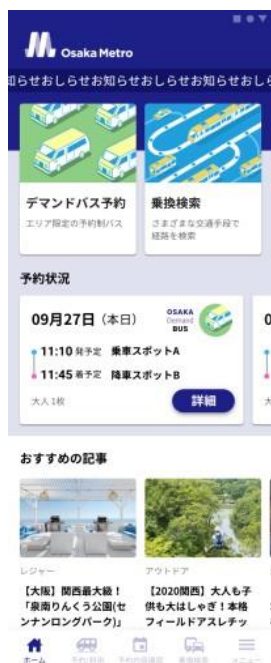 Osaka Metro
知らせおしらせお知らせおしらせお知らせおし
デマンドバス予約
エリア限定の予約制バス
乗換検索
さまざまな交通手段で
経路を検索
予約状況
09月27日（本日）
OSAKA
Demand
BUS
11:10 発予定 乗車スポットA
11:45 着予定 降車スポットB
大人1枚
詳細
おすすめの記事
レジャー
【大阪】関西最大級！
「泉南りんくう公園(セ
ンナンロングパーク)」
アウトドア
【2020関西】大人も子
供も大はしゃぎ！本格
フィールドアスレチッ
ホーム
乗換検索
メニュー